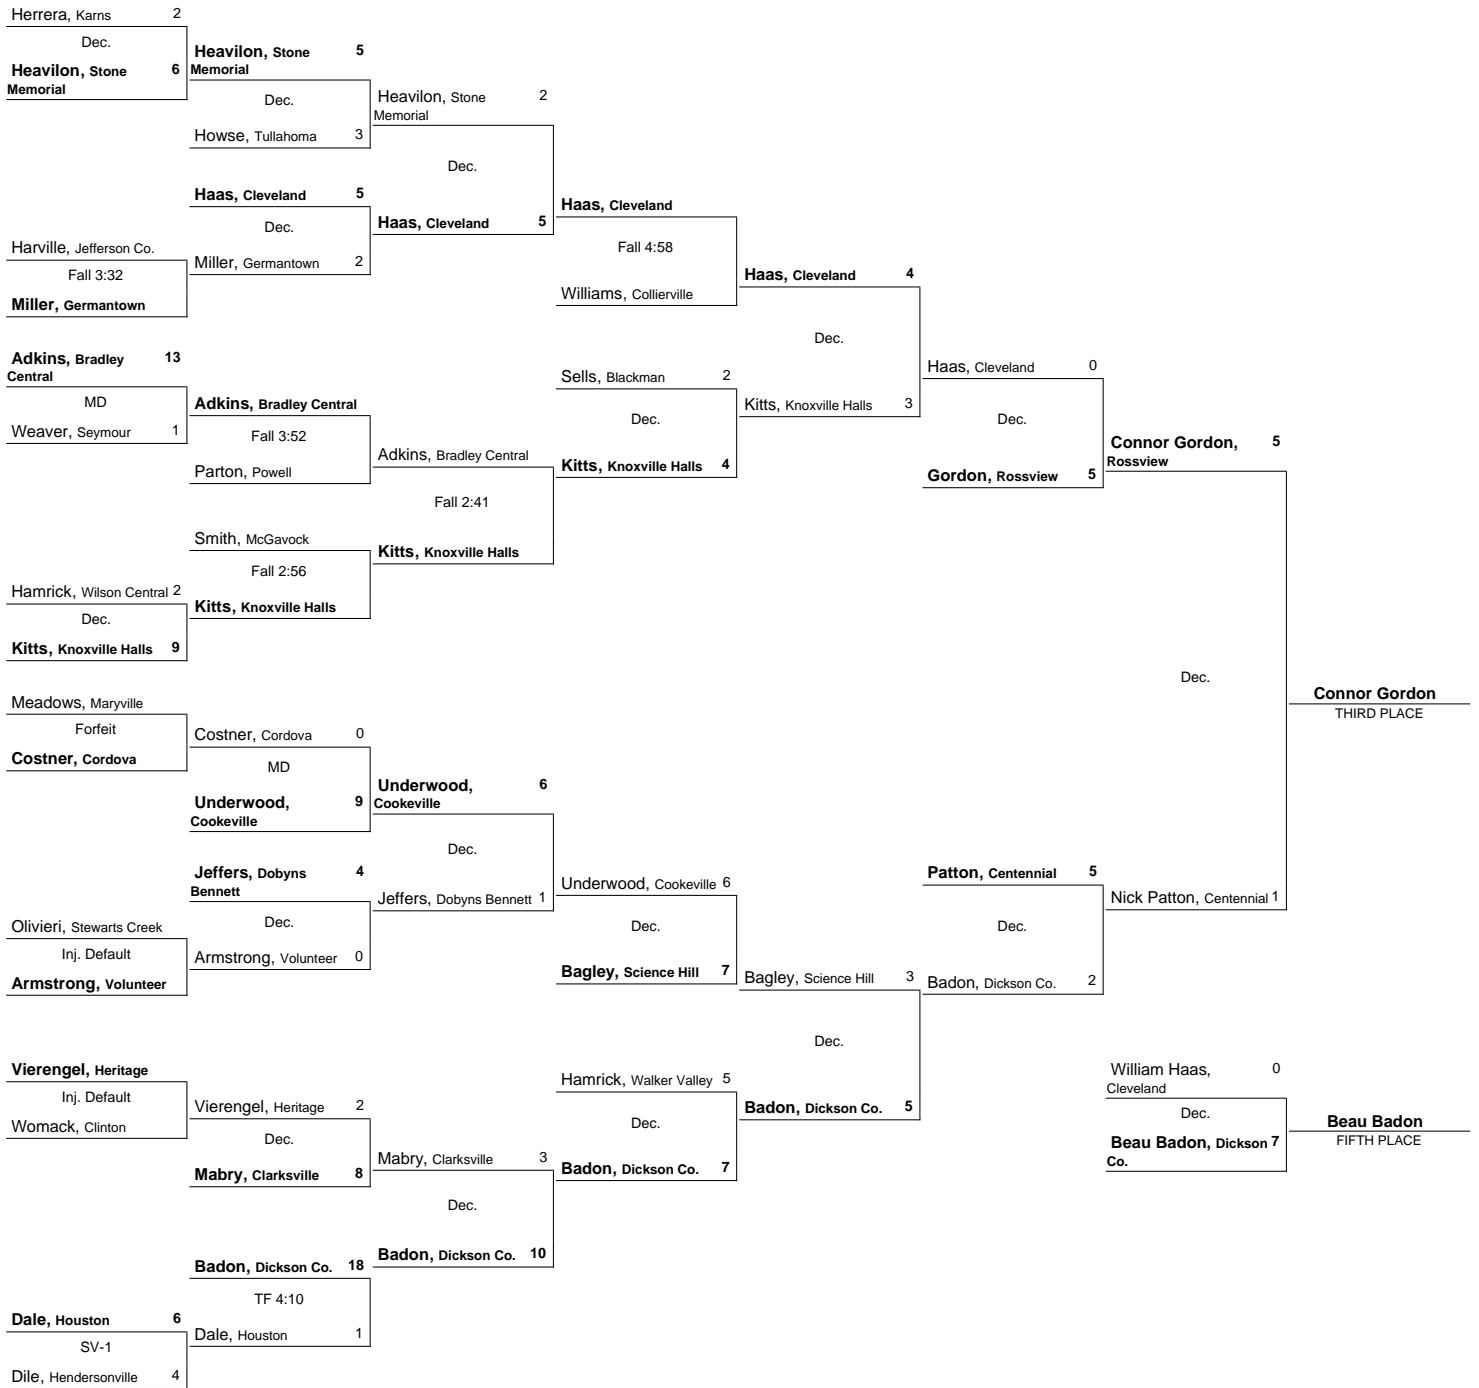 Herrera, Karns 2
Dec.
Heavilon, Stone 6
Memorial
Harville, Jefferson Co.
Fall 3:32
Miller, Germantown
Adkins, Bradley 13
Central
MD
Weaver, Seymour 1
Hamrick, Wilson Central 2
Dec.
Kitts, Knoxville Halls 9
Meadows, Maryville
Forfeit
Costner, Cordova
Olivieri, Stewarts Creek
Inj. Default
Armstrong, Volunteer
Vierengel, Heritage
Inj. Default
Womack, Clinton
Dale, Houston 6
SV-1
Dile, Hendersonville 4
Heavilon, Stone 5
Memorial
Dec.
Howse, Tullahoma 3
Haas, Cleveland 5
Dec.
Miller, Germantown 2
Adkins, Bradley Central
Fall 3:52
Parton, Powell
Smith, McGavock
Fall 2:56
Kitts, Knoxville Halls
Costner, Cordova 0
MD
Underwood, 9
Cookeville
Jeffers, Dobyns 4
Bennett
Dec.
Armstrong, Volunteer 0
Vierengel, Heritage 2
Dec.
Mabry, Clarksville 8
Badon, Dickson Co. 18
TF 4:10
Dale, Houston 1
Heavilon, Stone 2
Memorial
Dec.
Haas, Cleveland 5
Adkins, Bradley Central
Fall 2:41
Kitts, Knoxville Halls
Underwood, 6
Cookeville
Dec.
Jeffers, Dobyns Bennett 1
Mabry, Clarksville 3
Dec.
Badon, Dickson Co. 10
Haas, Cleveland
Fall 4:58
Williams, Collierville
Sells, Blackman 2
Dec.
Kitts, Knoxville Halls 4
Underwood, Cookeville 6
Dec.
Bagley, Science Hill 7
Hamrick, Walker Valley 5
Dec.
Badon, Dickson Co. 7
Haas, Cleveland 4
Dec.
Kitts, Knoxville Halls 3
Bagley, Science Hill 3
Dec.
Badon, Dickson Co. 5
Haas, Cleveland 0
Dec.
Gordon, Rossview 5
Patton, Centennial 5
Dec.
Badon, Dickson Co. 2
Connor Gordon, 5
Rossview
Dec.
Nick Patton, Centennial 1
Connor Gordon
THIRD PLACE
William Haas, 0
Cleveland
Dec.
Beau Badon, Dickson 7
Co.
Beau Badon
FIFTH PLACE